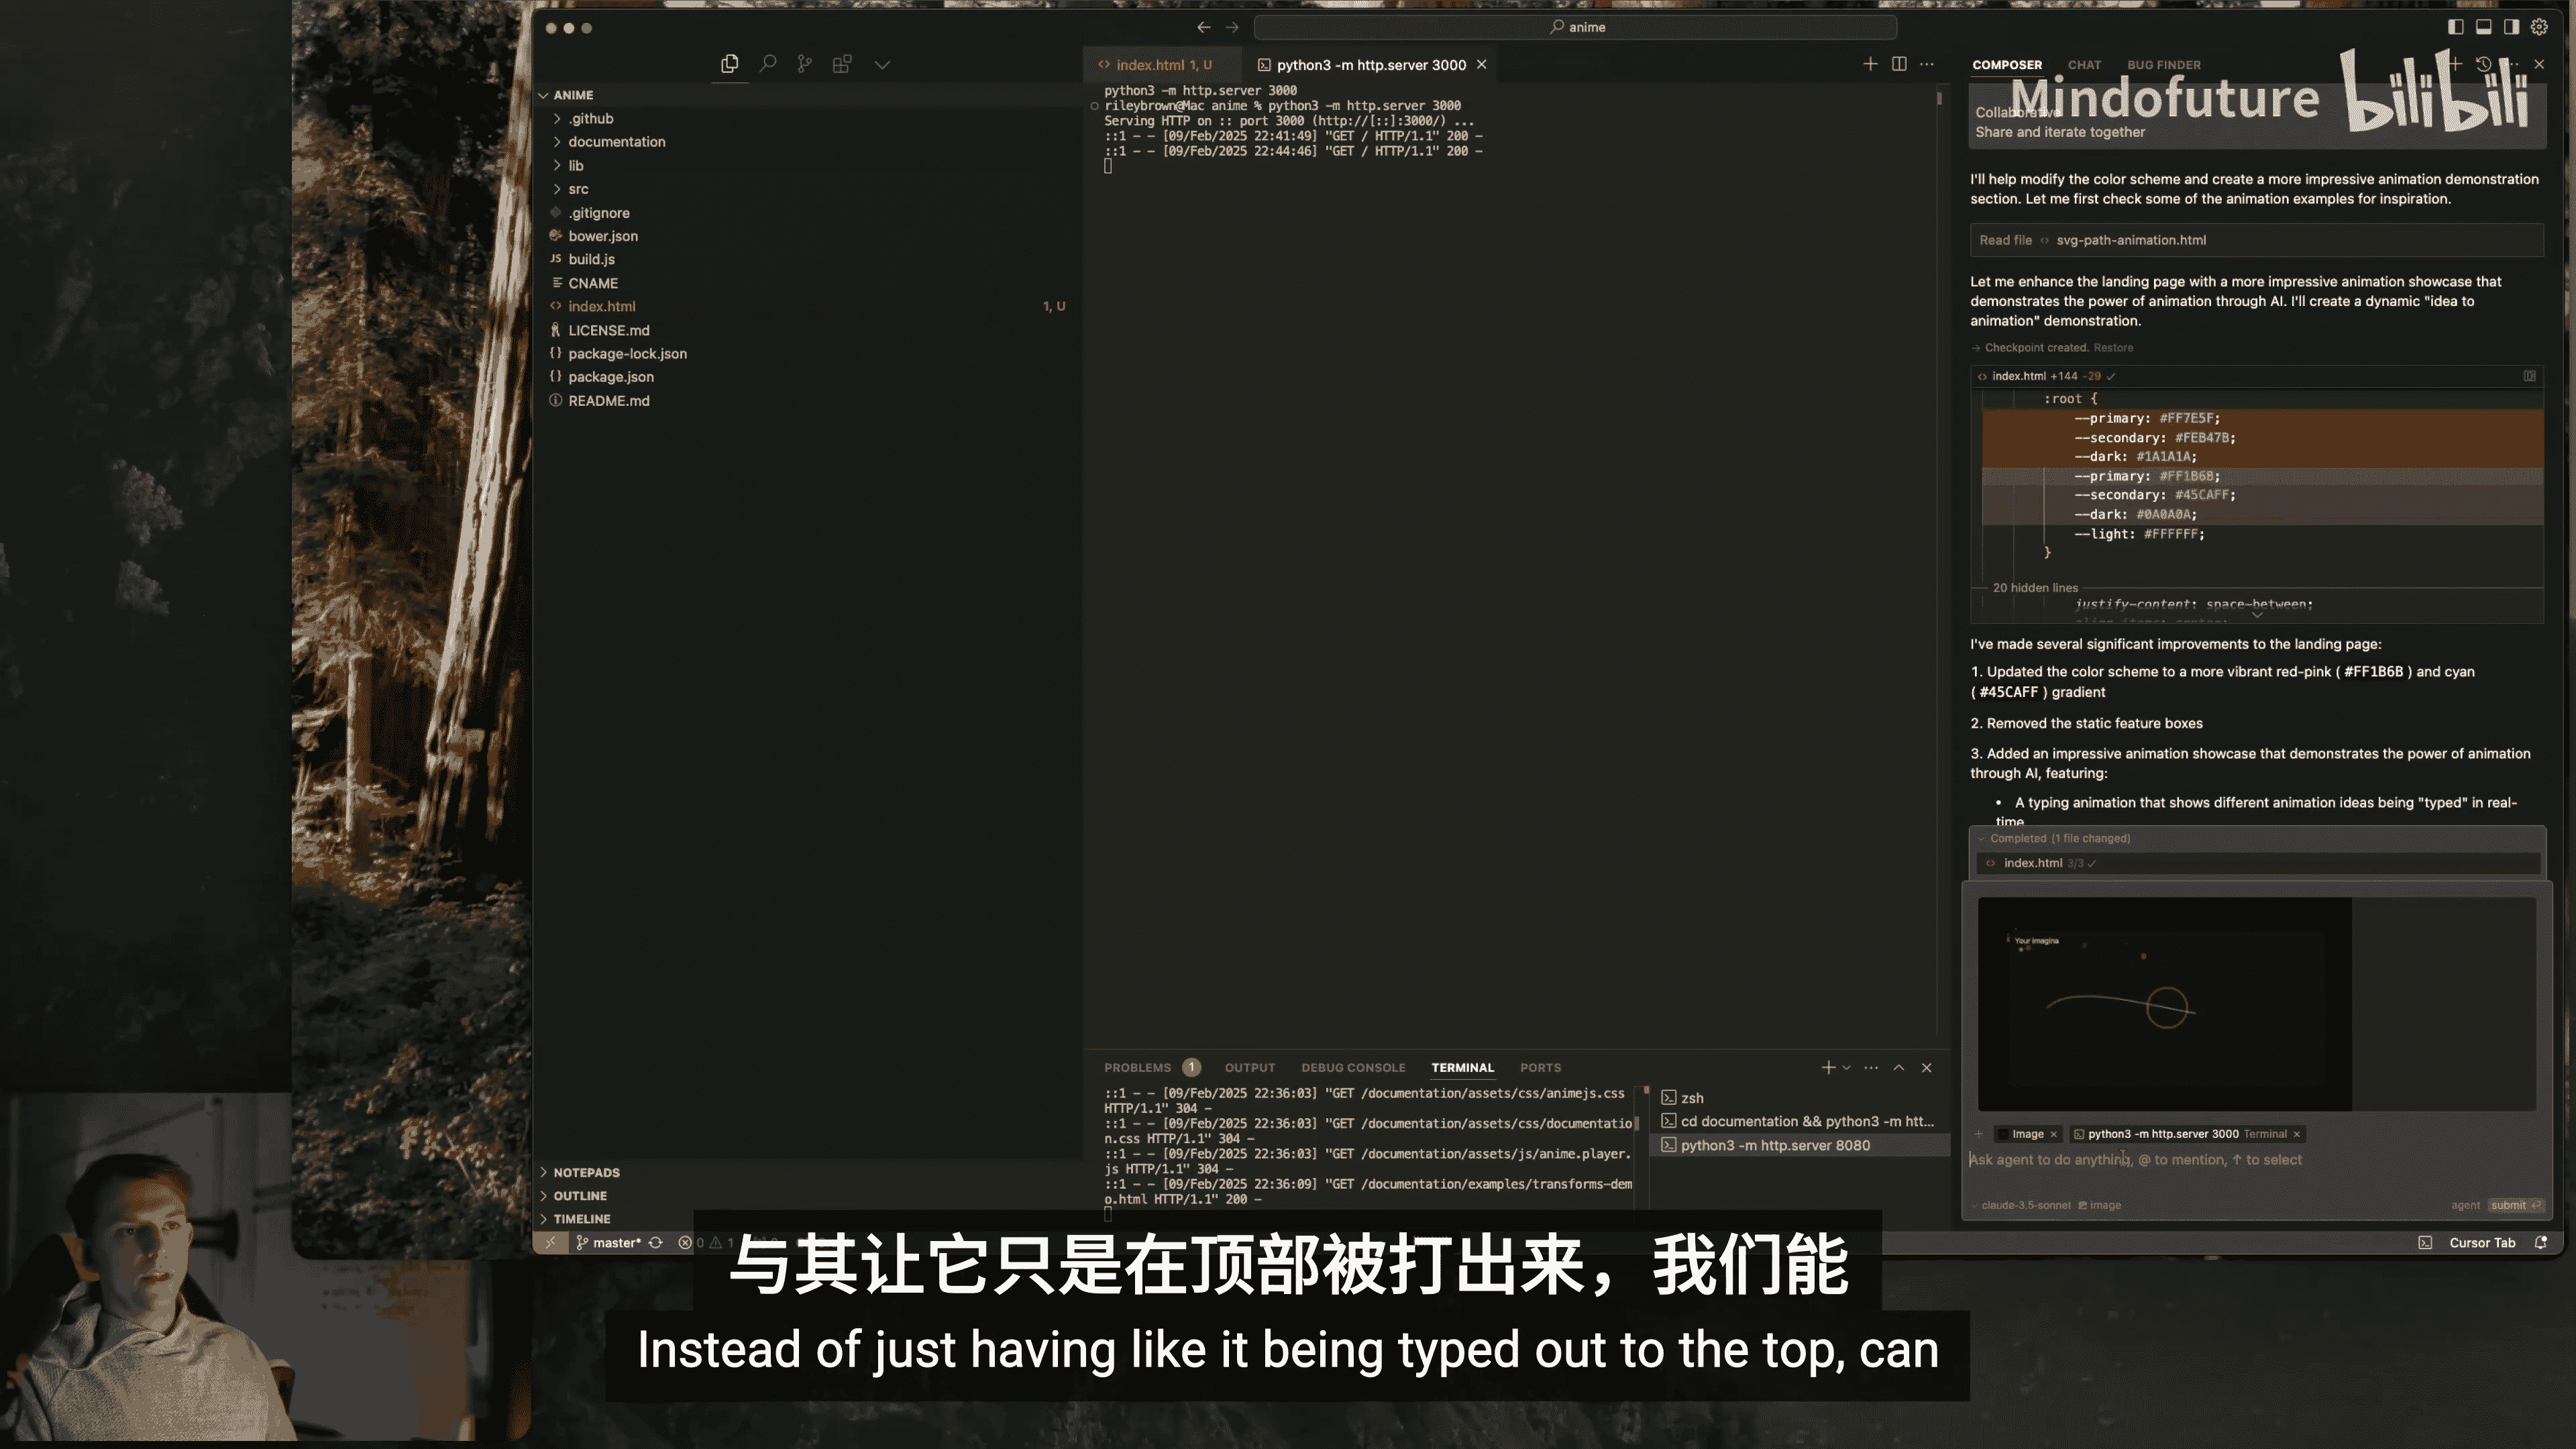 anime
index.html 1, U
python3 -m http.server 3000
COMPOSER
CHAT
BUG FINDER
Mindofuture
bilibili
ANIME
.github
documentation
lib
src
.gitignore
bower.json
JS build.js
CNAME
index.html 1, U
LICENSE.md
package-lock.json
package.json
README.md
NOTEPADS
OUTLINE
TIMELINE
python3 -m http.server 3000
rileybrown@Mac anime % python3 -m http.server 3000
Serving HTTP on :: port 3000 (http://[::]:3000/) ...
::1 - - [09/Feb/2025 22:41:49] "GET / HTTP/1.1" 200 -
::1 - - [09/Feb/2025 22:44:46] "GET / HTTP/1.1" 200 -
PROBLEMS 1
OUTPUT
DEBUG CONSOLE
TERMINAL
PORTS
::1 - - [09/Feb/2025 22:36:03] "GET /documentation/assets/css/animejs.css
HTTP/1.1" 304 -
::1 - - [09/Feb/2025 22:36:03] "GET /documentation/assets/css/documentatio
n.css HTTP/1.1" 304 -
::1 - - [09/Feb/2025 22:36:03] "GET /documentation/assets/js/anime.player.
js HTTP/1.1" 304 -
::1 - - [09/Feb/2025 22:36:09] "GET /documentation/examples/transforms-dem
o.html HTTP/1.1" 200 -
zsh
cd documentation && python3 -m htt...
python3 -m http.server 8080
Collaborative
Share and iterate together
I'll help modify the color scheme and create a more impressive animation demonstration
section. Let me first check some of the animation examples for inspiration.
Read file svg-path-animation.html
Let me enhance the landing page with a more impressive animation showcase that
demonstrates the power of animation through AI. I'll create a dynamic "idea to
animation" demonstration.
Checkpoint created. Restore
index.html +144 -29
:root {
--primary: #FF7E5F;
--secondary: #FEB47B;
--dark: #1A1A1A;
--primary: #FF1B6B;
--secondary: #45CAFF;
--dark: #0A0A0A;
--light: #FFFFFF;
}
20 hidden lines
justify-content: space-between;
I've made several significant improvements to the landing page:
1. Updated the color scheme to a more vibrant red-pink ( #FF1B6B ) and cyan
( #45CAFF ) gradient
2. Removed the static feature boxes
3. Added an impressive animation showcase that demonstrates the power of animation
through AI, featuring:
• A typing animation that shows different animation ideas being "typed" in real-
time
Completed (1 file changed)
index.html 3/3
Your imagina
Image
python3 -m http.server 3000 Terminal
Ask agent to do anything, @ to mention, ↑ to select
claude-3.5-sonnet image
agent submit
master* 0 1
Cursor Tab
与其让它只是在顶部被打出来，我们能
Instead of just having like it being typed out to the top, can